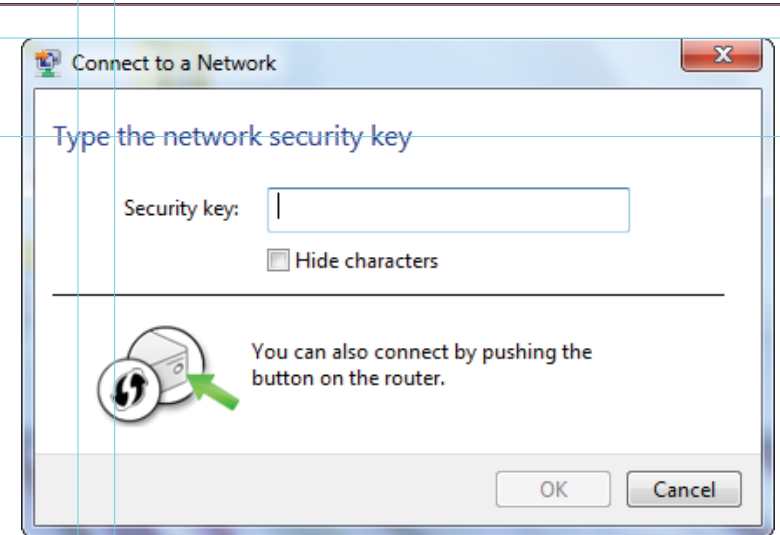 Connect to a Network
Type the network security key
Security key:
Hide characters
You can also connect by pushing the
button on the router.
OK
Cancel